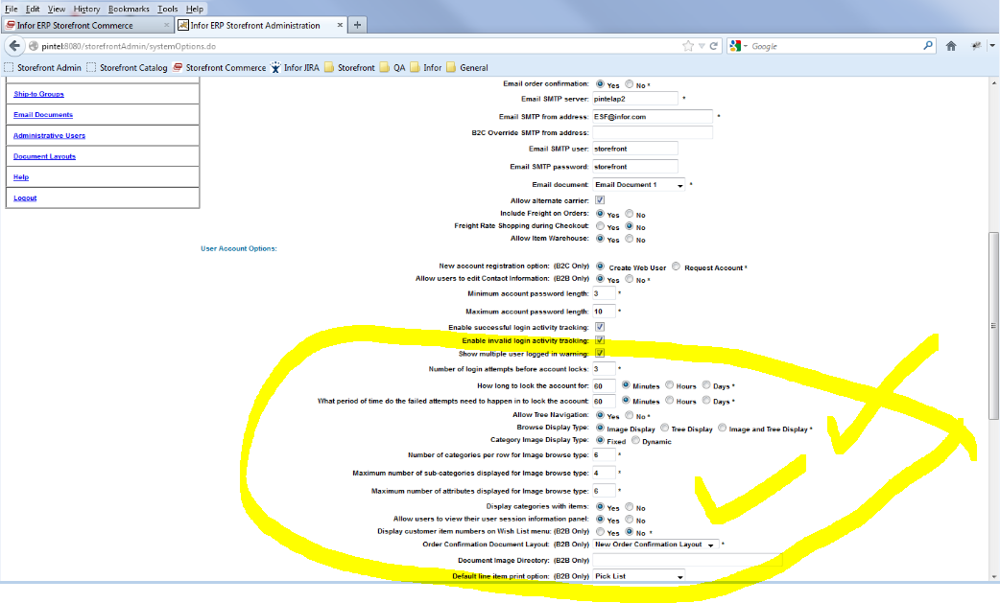 File Edit View History Bookmarks Tools Help
Infor ERP Storefront Commerce × Infor ERP Storefront Administration × +
pintel:8080/storefrontAdmin/systemOptions.do Google
Storefront Admin Storefront Catalog Storefront Commerce Infor JIRA Storefront QA Infor General
Ship-to Groups
Email Documents
Administrative Users
Document Layouts
Help
Logout
Email order confirmation: Yes No *
Email SMTP server: pintelap2 *
Email SMTP from address: ESF@infor.com *
B2C Override SMTP from address:
Email SMTP user: storefront
Email SMTP password: storefront
Email document: Email Document 1 *
Allow alternate carrier:
Include Freight on Orders: Yes No
Freight Rate Shopping during Checkout: Yes No
Allow Item Warehouse: Yes No
User Account Options:
New account registration option: (B2C Only) Create Web User Request Account *
Allow users to edit Contact Information: (B2B Only) Yes No *
Minimum account password length: 3 *
Maximum account password length: 10 *
Enable successful login activity tracking:
Enable invalid login activity tracking:
Show multiple user logged in warning:
Number of login attempts before account locks: 3 *
How long to lock the account for: 60 Minutes Hours Days *
What period of time do the failed attempts need to happen in to lock the account: 60 Minutes Hours Days *
Allow Tree Navigation: Yes No *
Browse Display Type: Image Display Tree Display Image and Tree Display *
Category Image Display Type: Fixed Dynamic
Number of categories per row for Image browse type: 6 *
Maximum number of sub-categories displayed for Image browse type: 4 *
Maximum number of attributes displayed for Image browse type: 6 *
Display categories with items: Yes No
Allow users to view their user session information panel: Yes No
Display customer item numbers on Wish List menu: (B2B Only) Yes No *
Order Confirmation Document Layout: (B2B Only) New Order Confirmation Layout *
Document Image Directory: (B2B Only)
Default line item print option: (B2B Only) Pick List